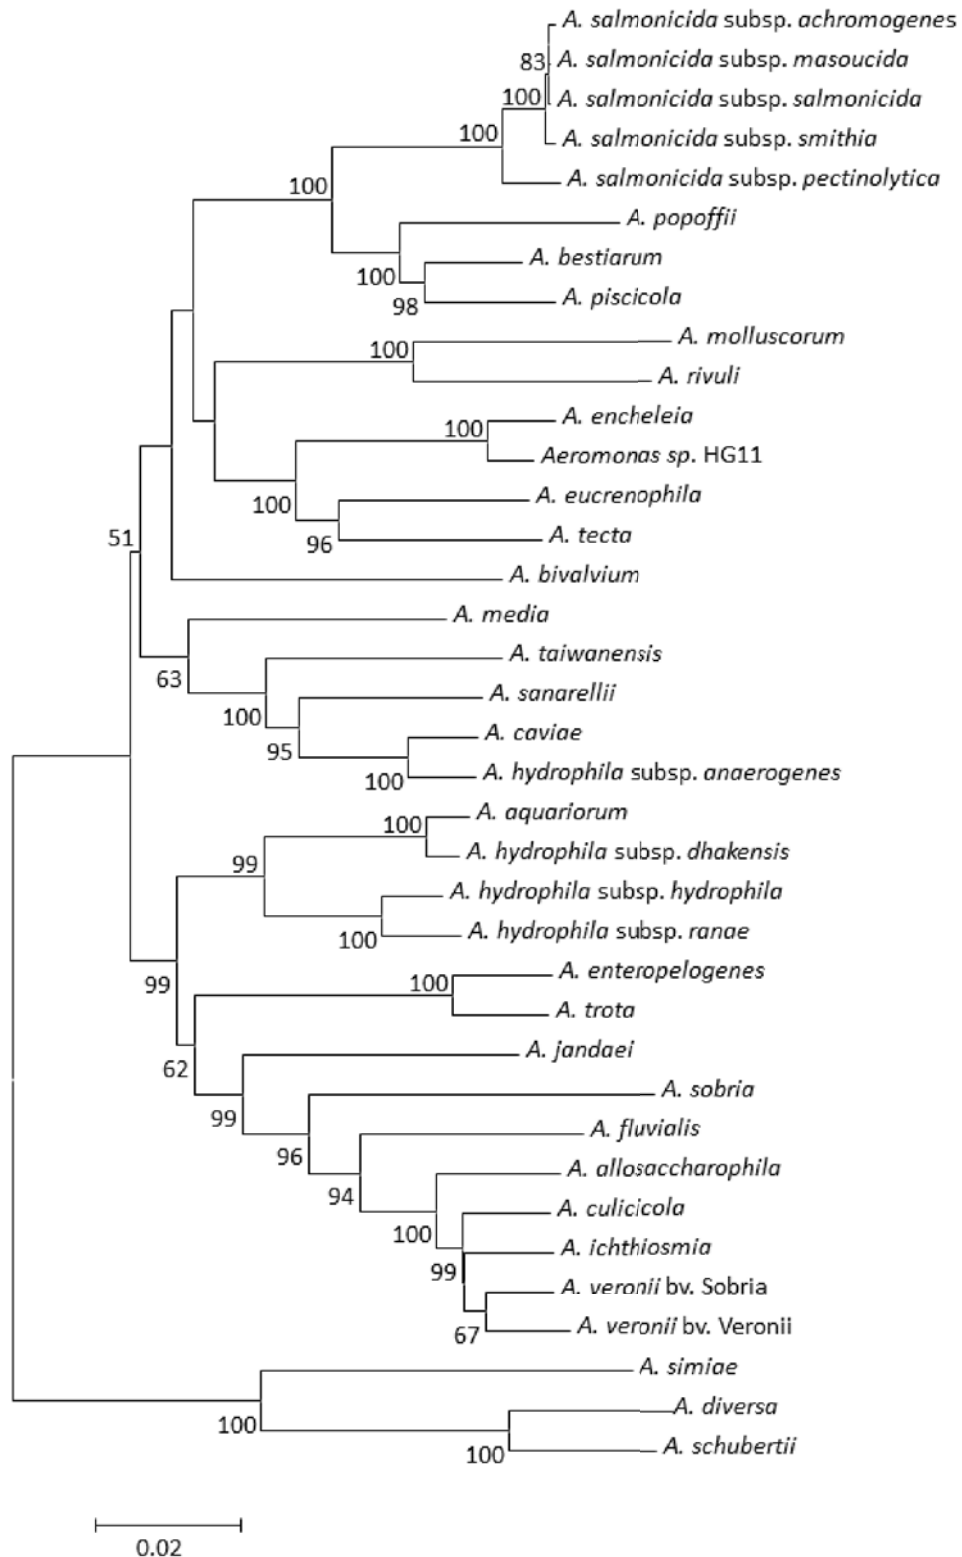 A. salmonicida subsp. achromogenes
83
A. salmonicida subsp. masoucida
100
A. salmonicida subsp. salmonicida
100
A. salmonicida subsp. smithia
100
A. salmonicida subsp. pectinolytica
A. popoffii
A. bestiarum
100
A. piscicola
98
A. molluscorum
100
A. rivuli
A. encheleia
100
Aeromonas sp. HG11
A. eucrenophila
100
A. tecta
96
51
A. bivalvium
A. media
A. taiwanensis
63
A. sanarellii
100
A. caviae
95
A. hydrophila subsp. anaerogenes
100
A. aquariorum
100
A. hydrophila subsp. dhakensis
99
A. hydrophila subsp. hydrophila
A. hydrophila subsp. ranae
100
A. enteropelogenes
99
100
A. trota
A. jandaei
62
A. sobria
99
A. fluvialis
96
A. allosaccharophila
94
A. culicicola
100
A. ichthiosmia
99
A. veronii bv. Sobria
A. veronii bv. Veronii
67
A. simiae
A. diversa
100
A. schubertii
100
0.02